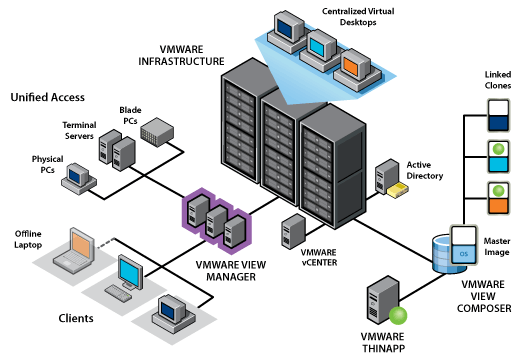 Centralized Virtual
Desktops
VMWARE
INFRASTRUCTURE
Linked
Clones
Unified Access
Blade
PCs
Terminal
Servers
Physical
PCs
Active
Directory
Offline
Laptop
VMWARE VIEW
MANAGER
VMWARE
vCENTER
OS
Master
Image
VMWARE
VIEW
COMPOSER
Clients
VMWARE
THINAPP